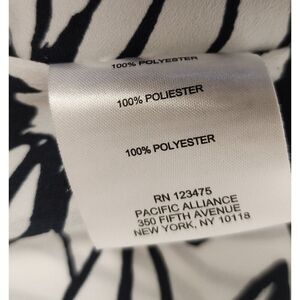 100% POLYESTER
100% POLIESTER
100% POLYESTER
RN 123475
PACIFIC ALLIANCE
350 FIFTH AVENUE
NEW YORK, NY 10118